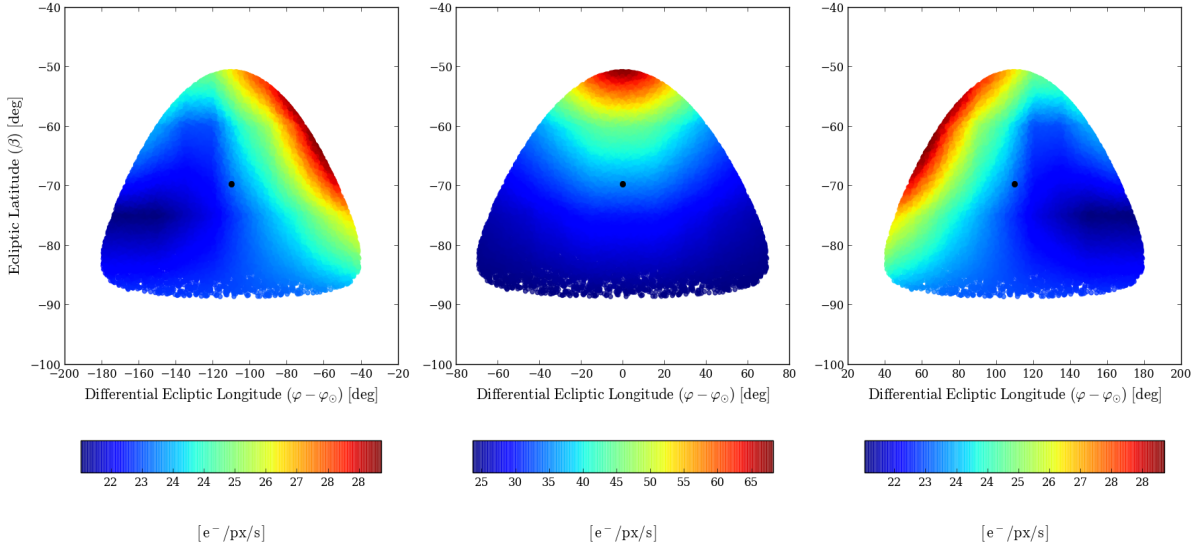 −40
−50
−60
−70
−80
−90
−100
Ecliptic Latitude (β) [deg]
−200 −180 −160 −140 −120 −100 −80 −60 −40 −20
Differential Ecliptic Longitude (φ − φ⊙) [deg]
22 23 24 24 25 26 26 27 28 28
[e⁻/px/s]
−40
−50
−60
−70
−80
−90
−100
−80 −60 −40 −20 0 20 40 60 80
Differential Ecliptic Longitude (φ − φ⊙) [deg]
25 30 35 40 45 50 55 60 65
[e⁻/px/s]
−40
−50
−60
−70
−80
−90
−100
20 40 60 80 100 120 140 160 180 200
Differential Ecliptic Longitude (φ − φ⊙) [deg]
22 23 24 24 25 26 26 27 28 28
[e⁻/px/s]